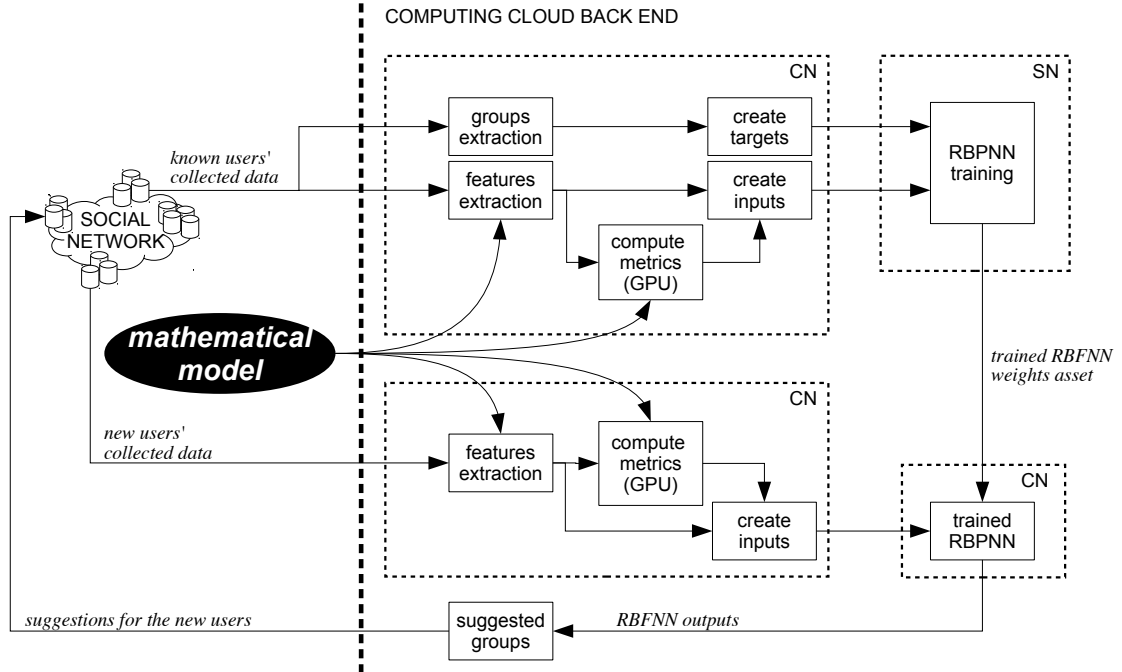 COMPUTING CLOUD BACK END
CN
SN
groups
extraction
create
targets
RBPNN
training
known users'
collected data
features
extraction
create
inputs
SOCIAL
NETWORK
compute
metrics
(GPU)
mathematical
model
trained RBFNN
weights asset
CN
new users'
collected data
features
extraction
compute
metrics
(GPU)
create
inputs
CN
trained
RBPNN
suggestions for the new users
suggested
groups
RBFNN outputs